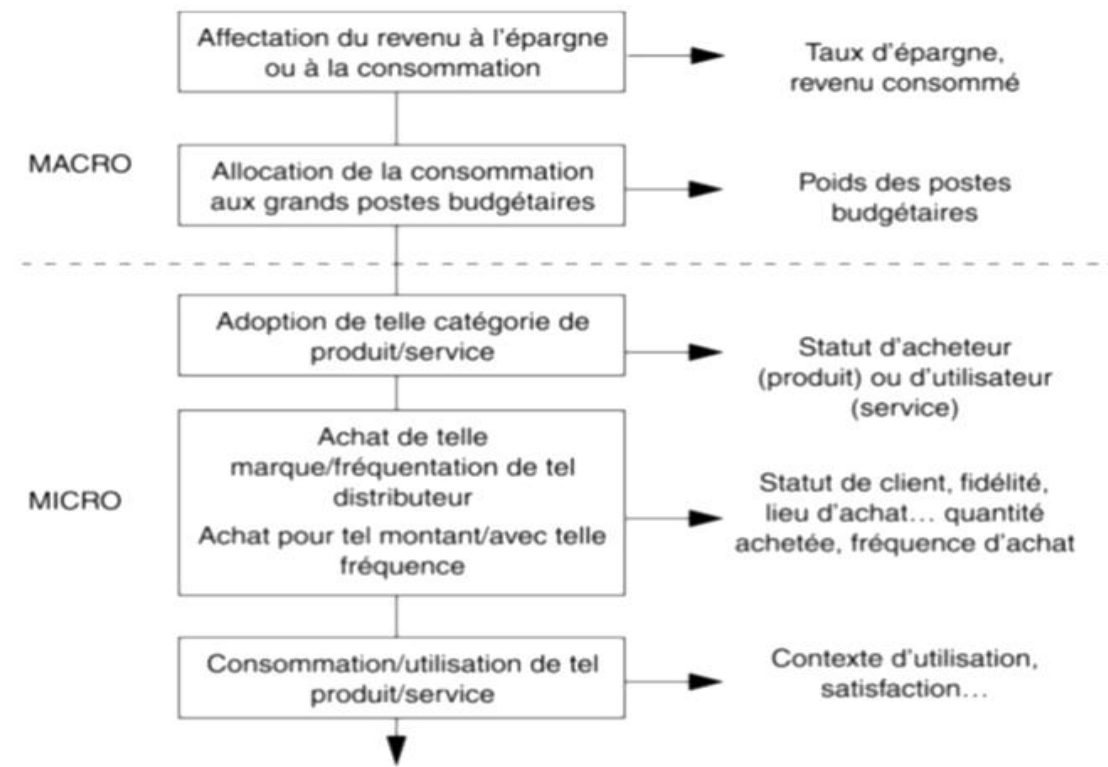 Affectation du revenu à l'épargne
ou à la consommation
Taux d'épargne,
revenu consommé
MACRO
Allocation de la consommation
aux grands postes budgétaires
Poids des postes
budgétaires
Adoption de telle catégorie de
produit/service
Statut d'acheteur
(produit) ou d'utilisateur
(service)
MICRO
Achat de telle
marque/fréquentation de tel
distributeur
Achat pour tel montant/avec telle
fréquence
Statut de client, fidélité,
lieu d'achat... quantité
achetée, fréquence d'achat
Consommation/utilisation de tel
produit/service
Contexte d'utilisation,
satisfaction...